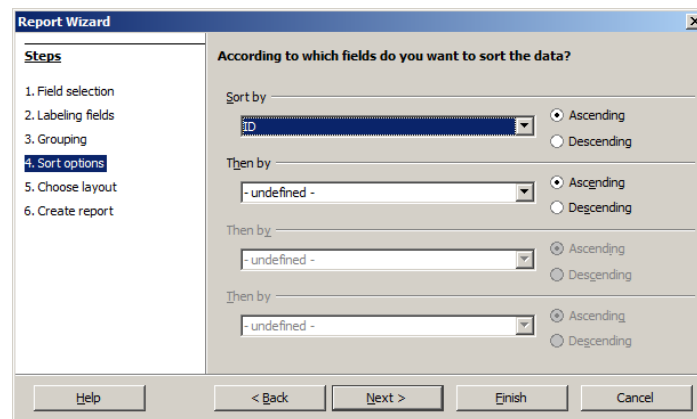 Report Wizard
Steps
1. Field selection
2. Labeling fields
3. Grouping
4. Sort options
5. Choose layout
6. Create report
According to which fields do you want to sort the data?
Sort by
ID
Ascending
Descending
Then by
- undefined -
Ascending
Descending
Then by
- undefined -
Ascending
Descending
Then by
- undefined -
Ascending
Descending
Help
< Back
Next >
Finish
Cancel